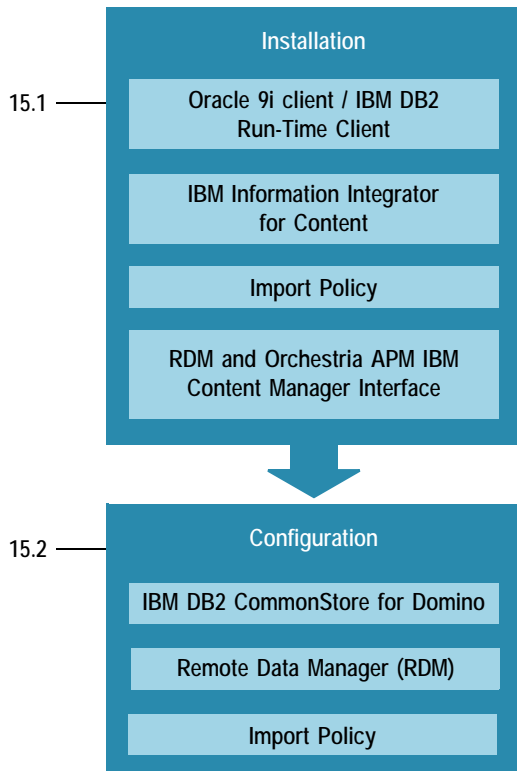 Installation
15.1
Oracle 9i client / IBM DB2
Run-Time Client
IBM Information Integrator
for Content
Import Policy
RDM and Orchestria APM IBM
Content Manager Interface
Configuration
15.2
IBM DB2 CommonStore for Domino
Remote Data Manager (RDM)
Import Policy